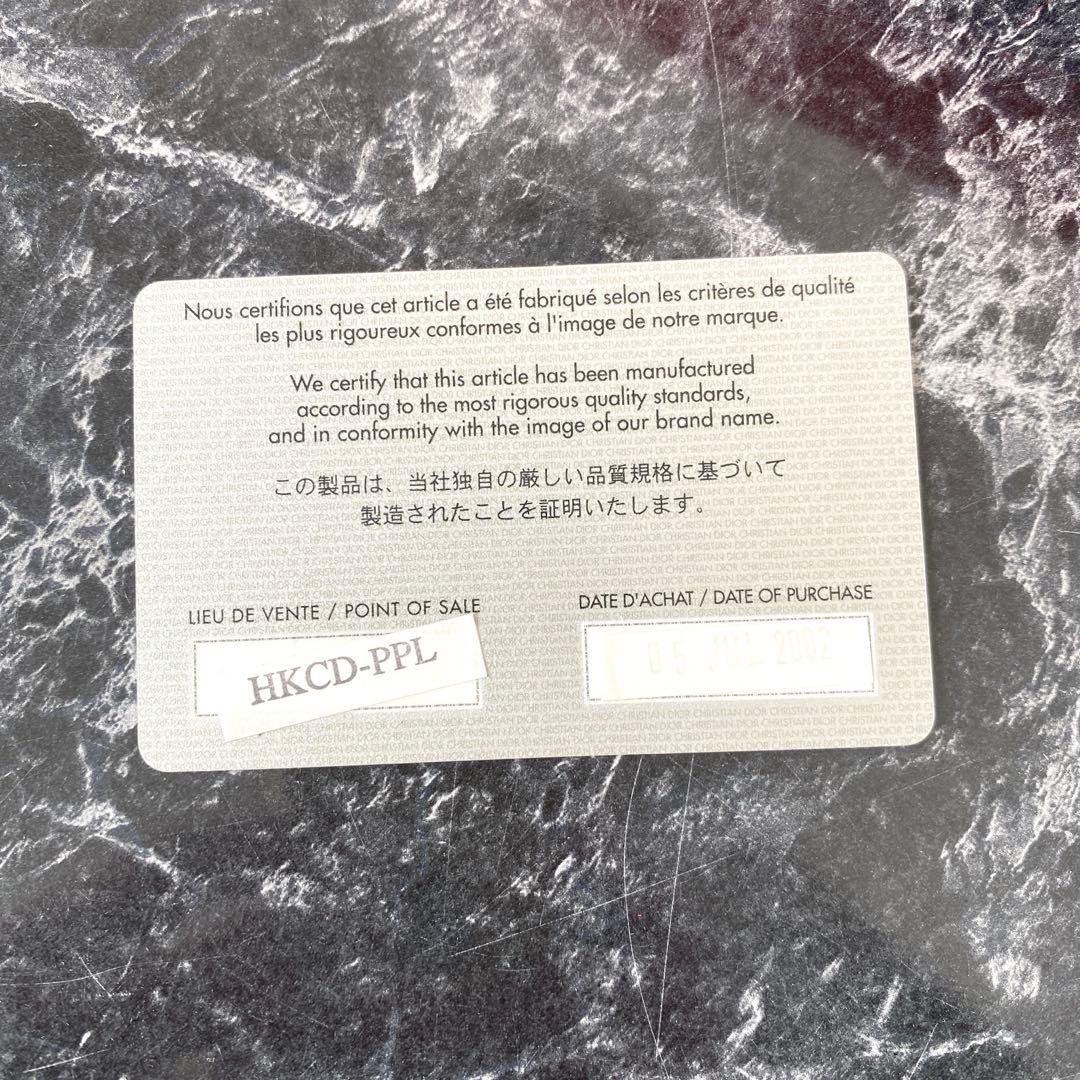 Nous certifions que cet article a été fabriqué selon les critères de qualité
les plus rigoureux conformes à l'image de notre marque.
We certify that this article has been manufactured
according to the most rigorous quality standards,
and in conformity with the image of our brand name.
この製品は、当社独自の厳しい品質規格に基づいて
製造されたことを証明いたします。
LIEU DE VENTE / POINT OF SALE
DATE D'ACHAT / DATE OF PURCHASE
HKCD-PPL
05 JUL 2002